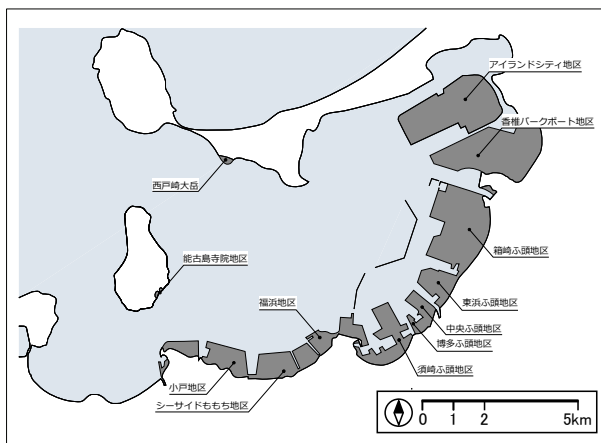 アイランドシティ地区
香椎パークポート地区
西戸崎大岳
能古島寺院地区
箱崎ふ頭地区
東浜ふ頭地区
福浜地区
中央ふ頭地区
博多ふ頭地区
須崎ふ頭地区
小戸地区
シーサイドももち地区
0 1 2 5km